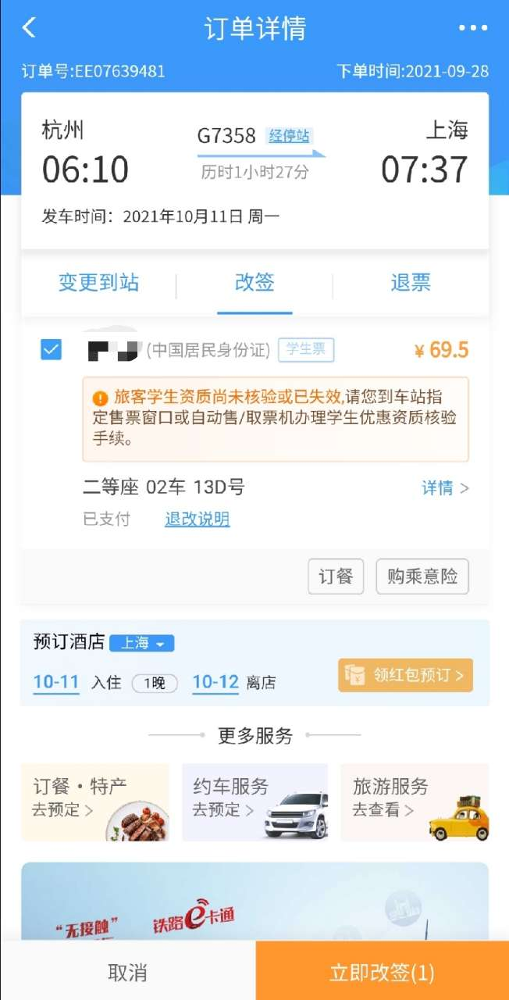 订单详情
订单号:EE07639481 下单时间:2021-09-28
杭州 G7358 经停站 上海
06:10 历时1小时27分 07:37
发车时间：2021年10月11日 周一
变更到站 改签 退票
(中国居民身份证) 学生票 ¥69.5
旅客学生资质尚未核验或已失效,请您到车站指
定售票窗口或自动售/取票机办理学生优惠资质核验
手续。
二等座 02车 13D号 详情 >
已支付 退改说明
订餐 购乘意险
预订酒店 上海
10-11 入住 1晚 10-12 离店 领红包预订 >
更多服务
订餐·特产 约车服务 旅游服务
去预定 > 去预定 > 去查看 >
“无接触” 铁路e卡通
取消 立即改签(1)